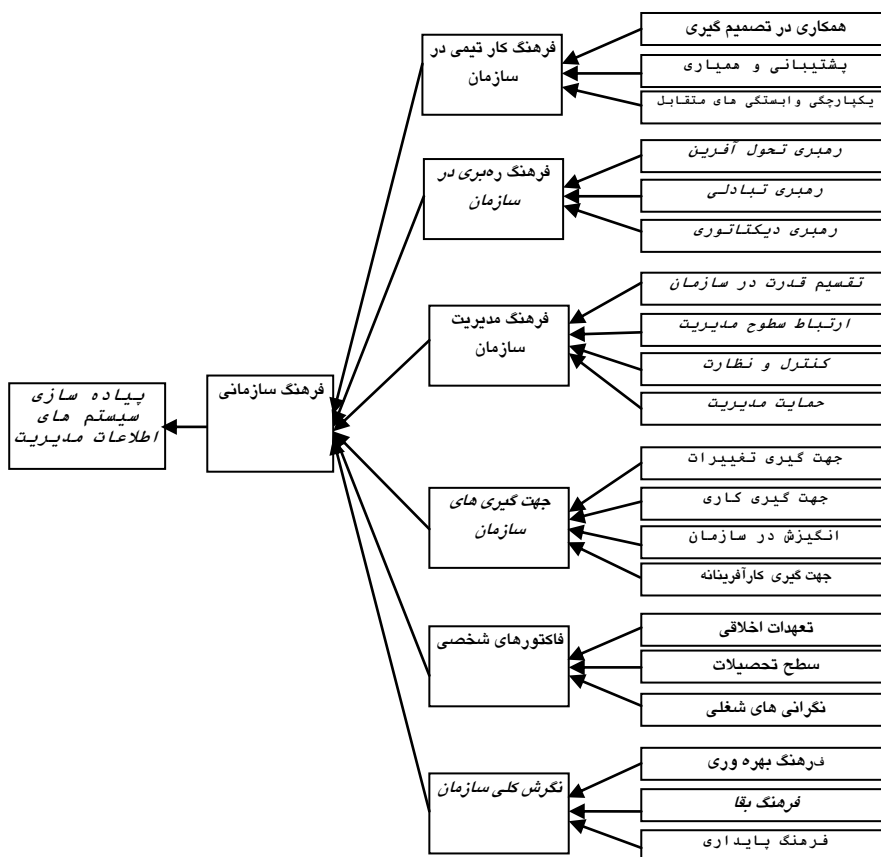 همکاری در تصمیم گیری
پشتیبانی و همیاری
یکپارچگی وابستگی های متقابل
فرهنگ کار تیمی در
سازمان
رهبری تحول آفرین
رهبری تبادلی
رهبری دیکتاتوری
فرهنگ رهبری در
سازمان
تقسیم قدرت در سازمان
ارتباط سطوح مدیریت
کنترل و نظارت
حمایت مدیریت
فرهنگ مدیریت
سازمان
فرهنگ سازمانی
پیاده سازی
سیستم های
اطلاعات مدیریت
جهت گیری تغییرات
جهت گیری کاری
انگیزش در سازمان
جهت گیری کارآفرینانه
جهت گیری های
سازمان
تعهدات اخلاقی
سطح تحصیلات
نگرانی های شغلی
فاکتورهای شخصی
فرهنگ بهره وری
فرهنگ بقا
فرهنگ پایداری
نگرش کلی سازمان